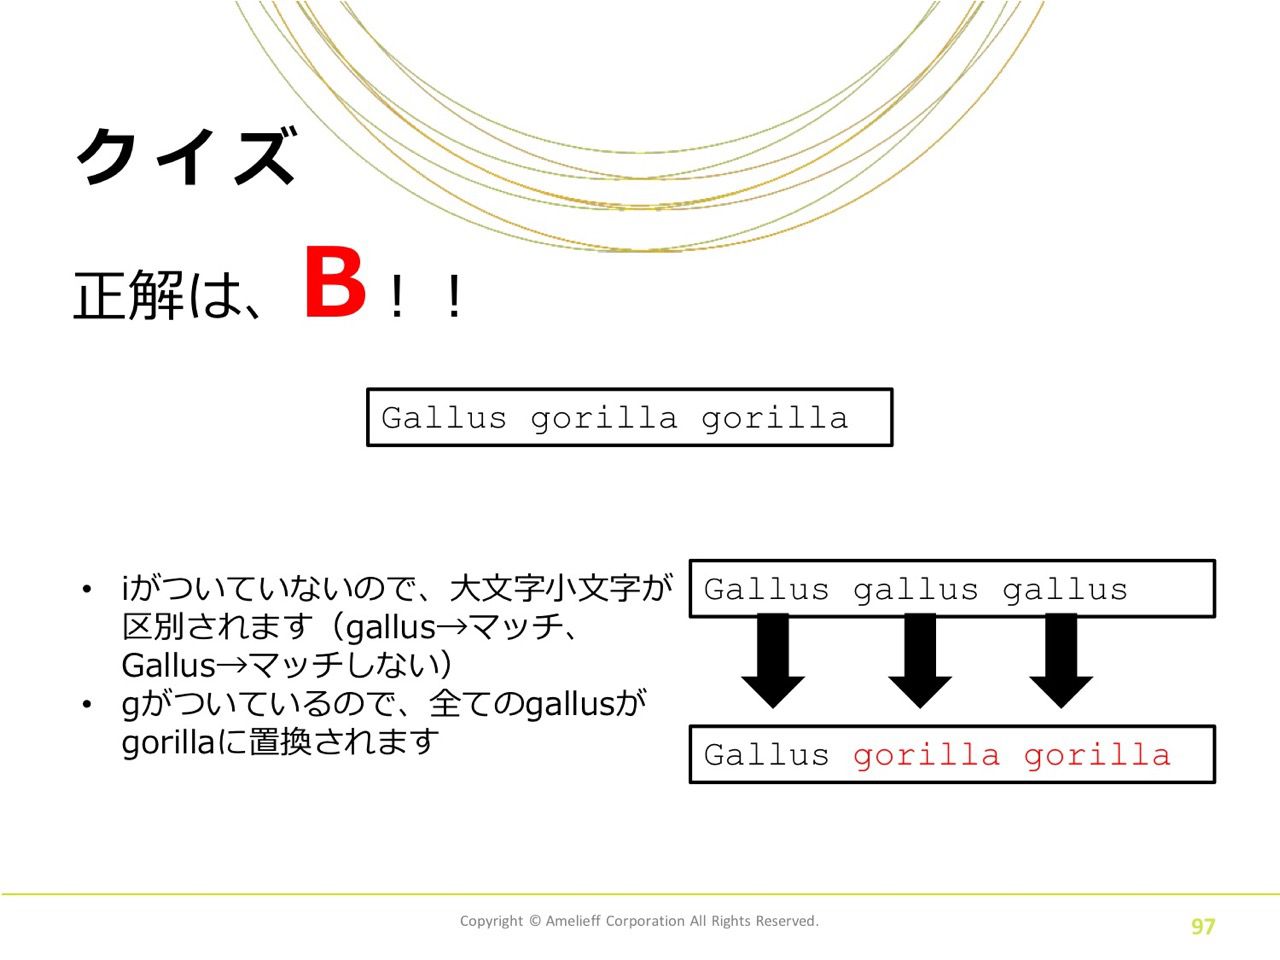 クイズ
正解は、B！！
Gallus gorilla gorilla
• iがついていないので、大文字小文字が
区別されます（gallus→マッチ、
Gallus→マッチしない）
• gがついているので、全てのgallusが
gorillaに置換されます
Gallus gallus gallus
Gallus gorilla gorilla
Copyright © Amelieff Corporation All Rights Reserved.
97